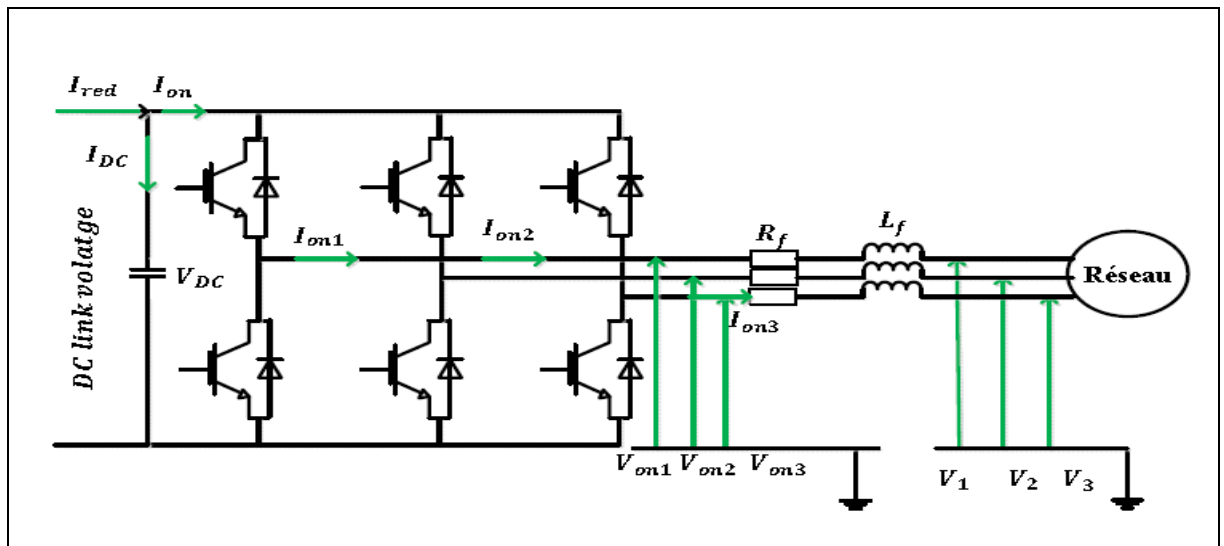 I_red I_on
I_DC
DC link volatge
V_DC
I_on1
I_on2
R_f
L_f
Réseau
I_on3
V_on1 V_on2 V_on3
V_1 V_2 V_3